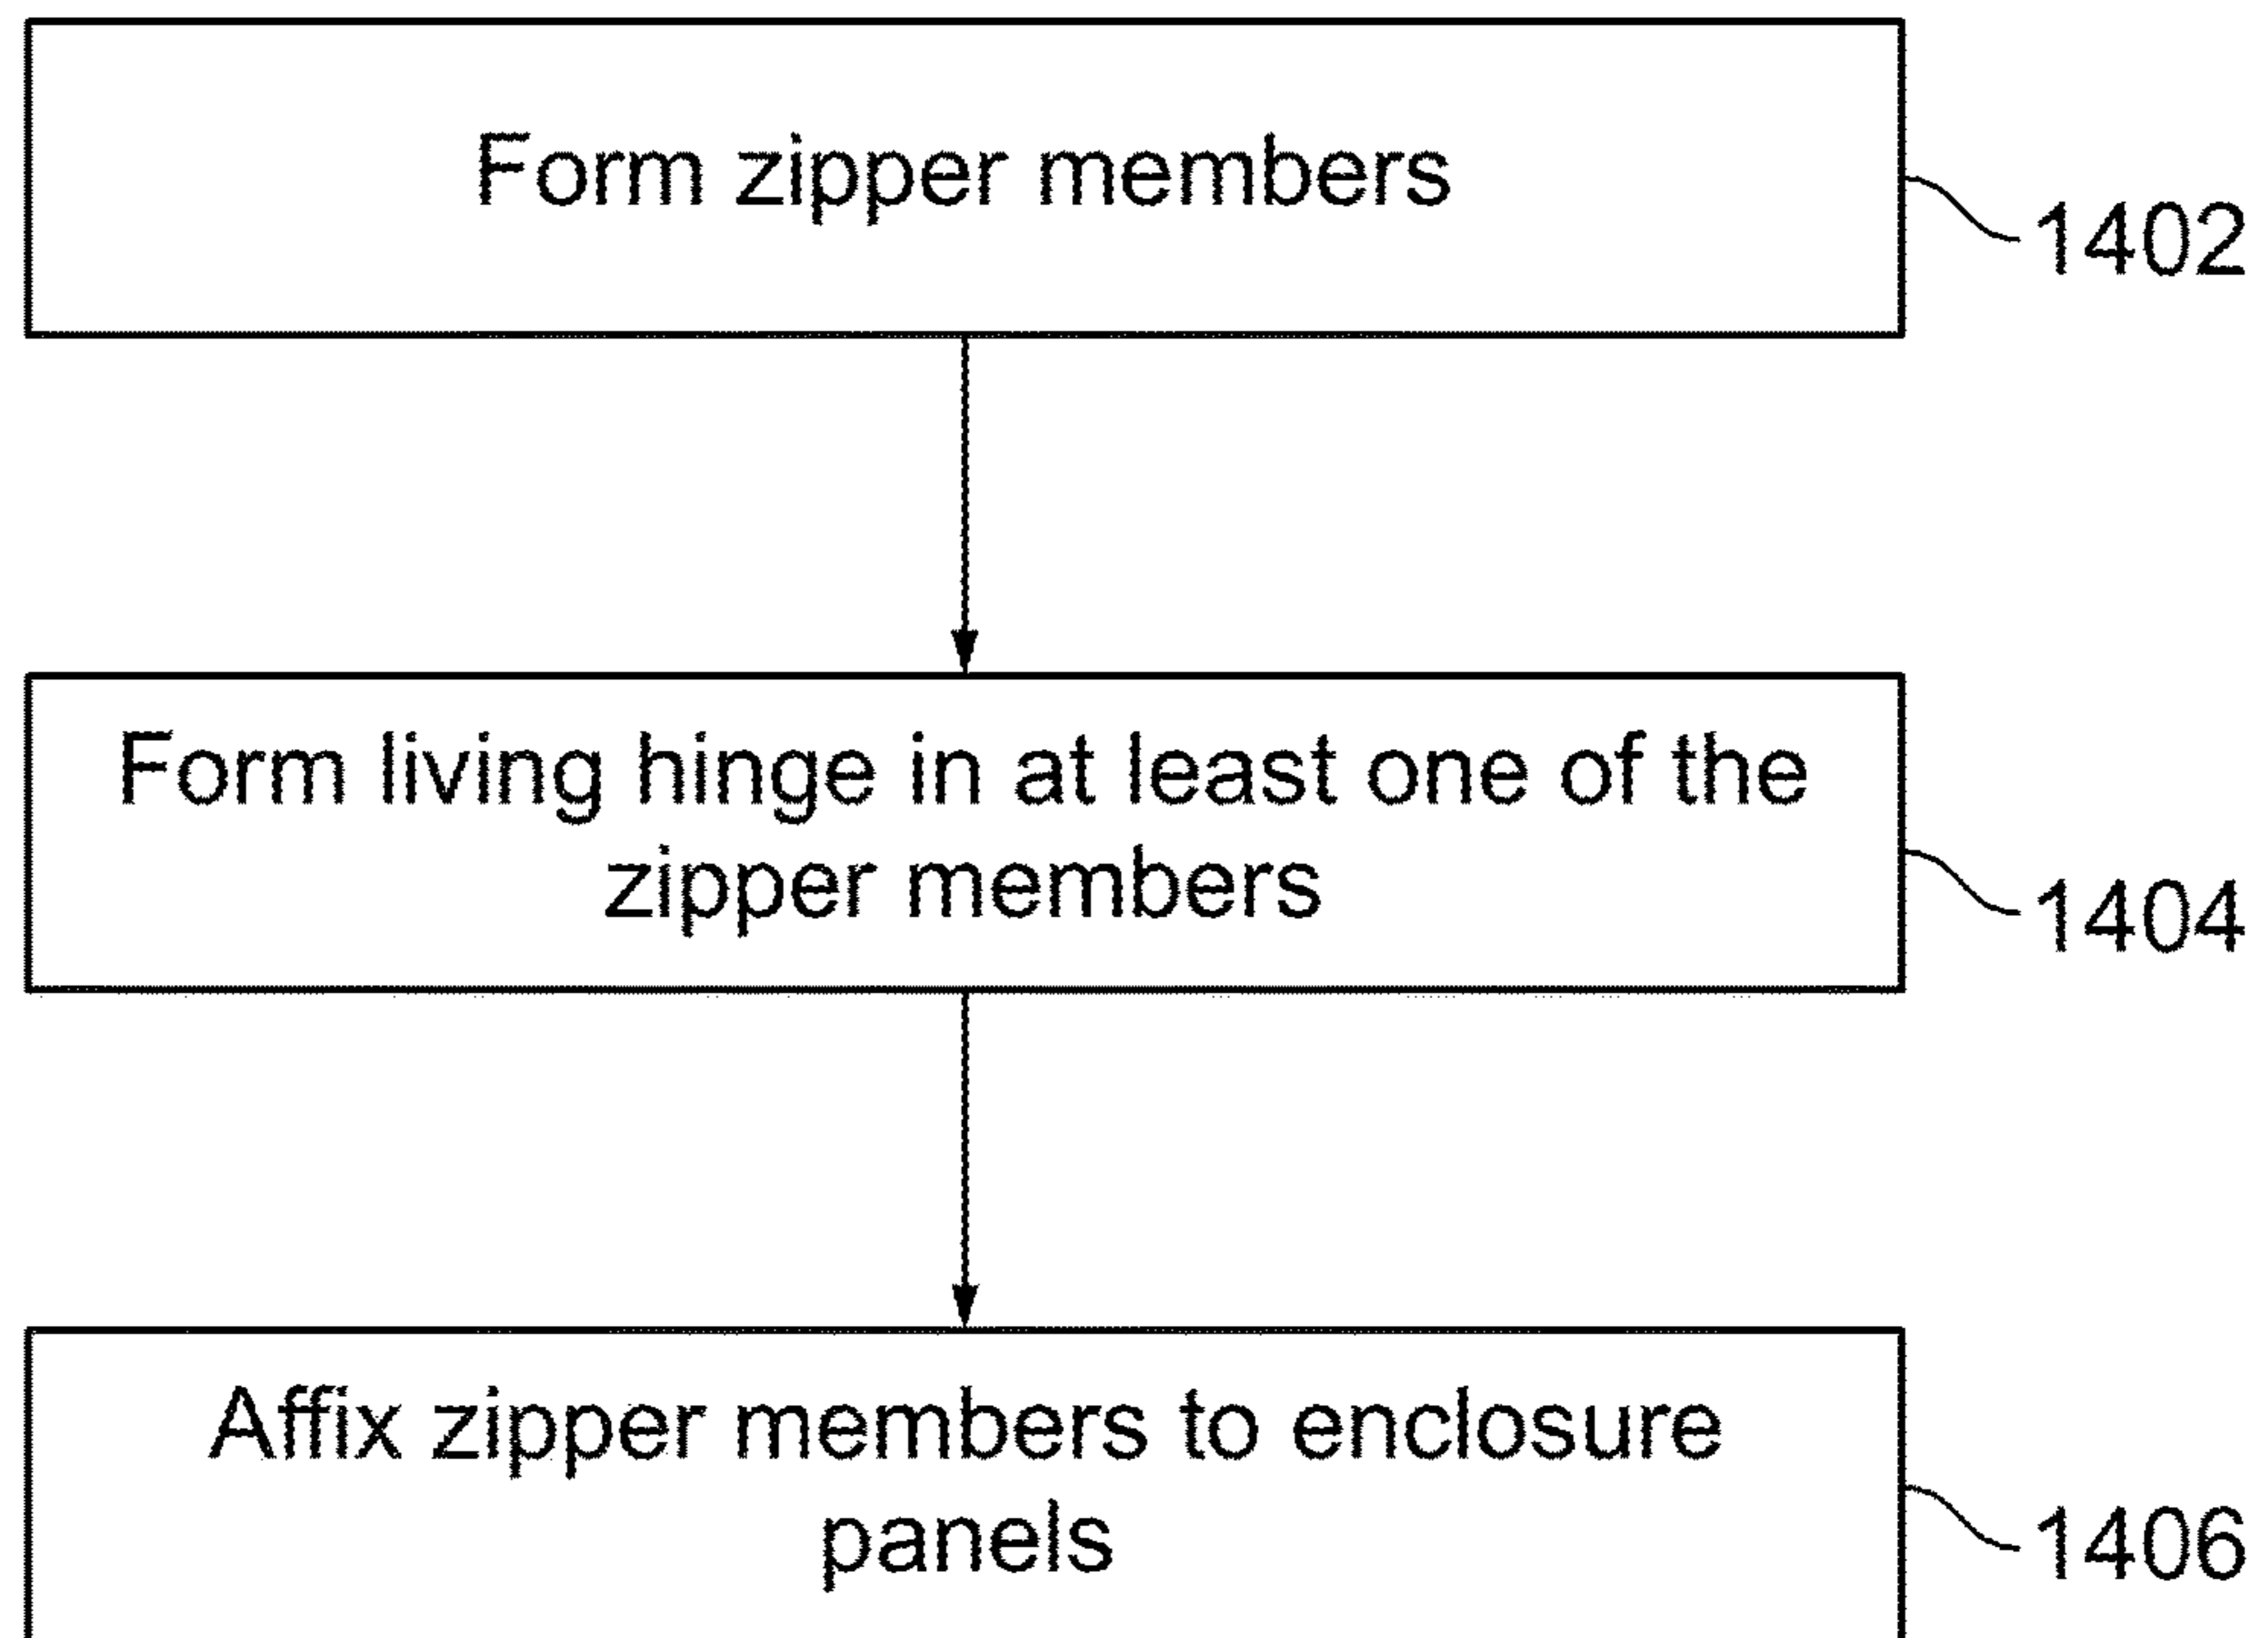 Form zipper members
1402
Form living hinge in at least one of the
zipper members
1404
Affix zipper members to enclosure
panels
1406